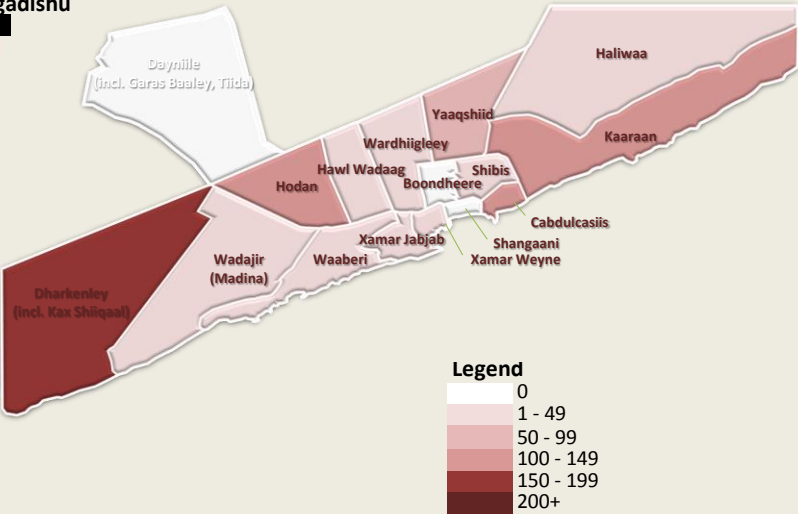 gadishu
Dayniile
(incl. Garas Baaley, Tiida)
Haliwaa
Yaaqshiid
Kaaraan
Wardhiigleey
Hawl Wadaag
Shibis
Boondheere
Hodan
Cabdulcasiis
Xamar Jabjab
Shangaani
Xamar Weyne
Wadajir
(Madina)
Waaberi
Dharkenley
(incl. Kax Shiiqaal)
Legend
0
1 - 49
50 - 99
100 - 149
150 - 199
200+